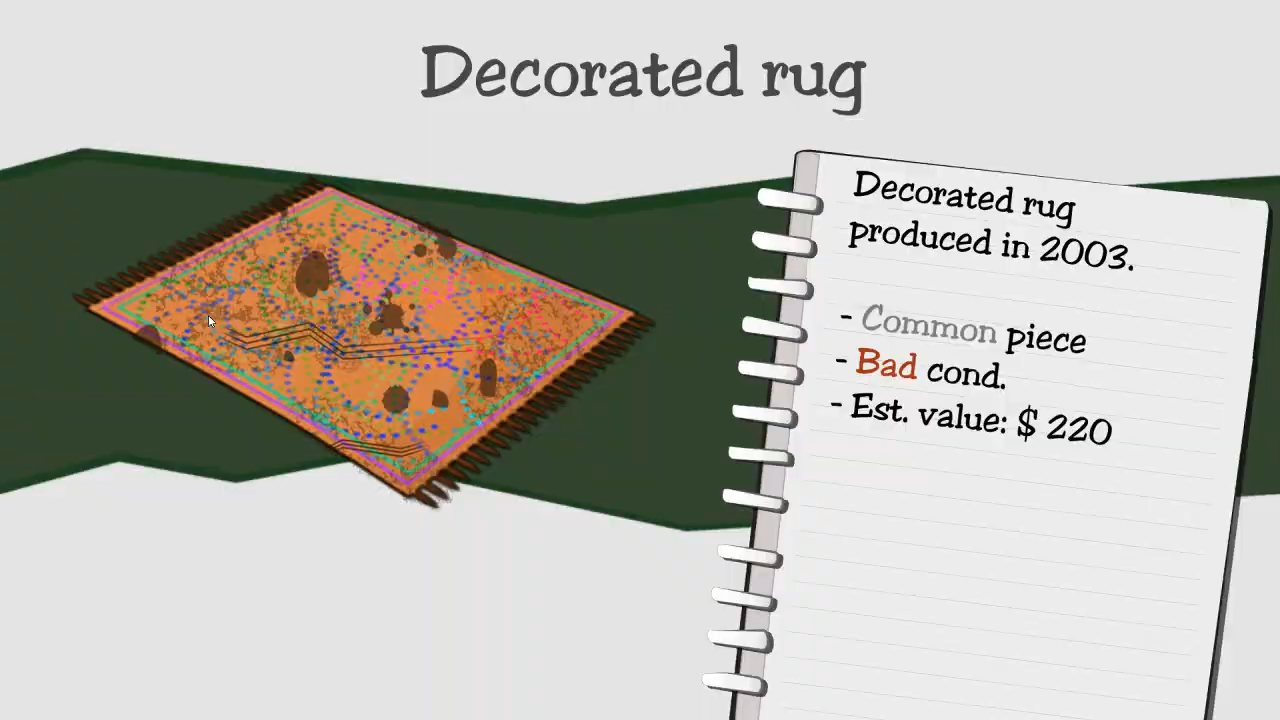 Decorated rug
Decorated rug
produced in 2003.
- Common piece
- Bad cond.
- Est. value: $ 220